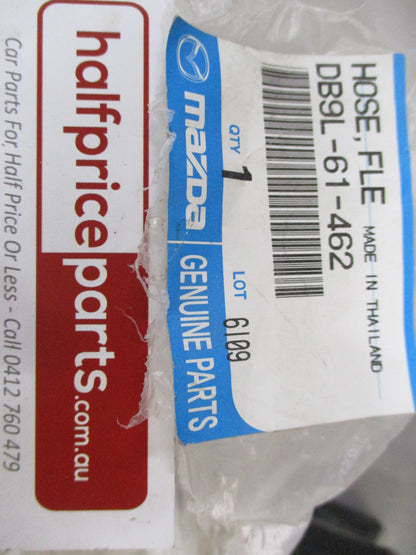 halfpriceparts.com.au
Car Parts For, Half Price Or Less - Call 0412 760 479
mazda GENUINE PARTS
HOSE, FLE
DB9L-61-462
MADE IN THAILAND
QTY LOT
1 6109